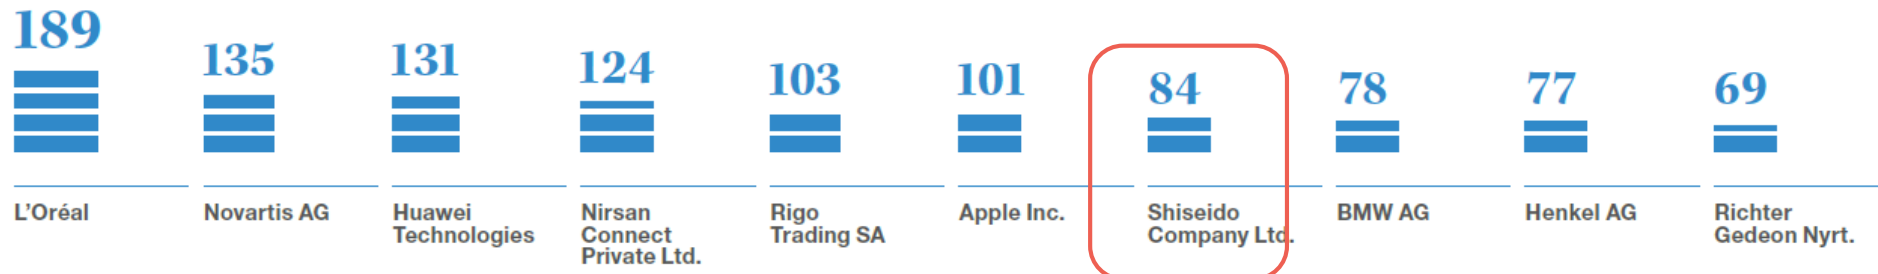 189
135
131
124
103
101
84
78
77
69
L'Oréal
Novartis AG
Huawei
Technologies
Nirsan
Connect
Private Ltd.
Rigo
Trading SA
Apple Inc.
Shiseido
Company Ltd.
BMW AG
Henkel AG
Richter
Gedeon Nyrt.